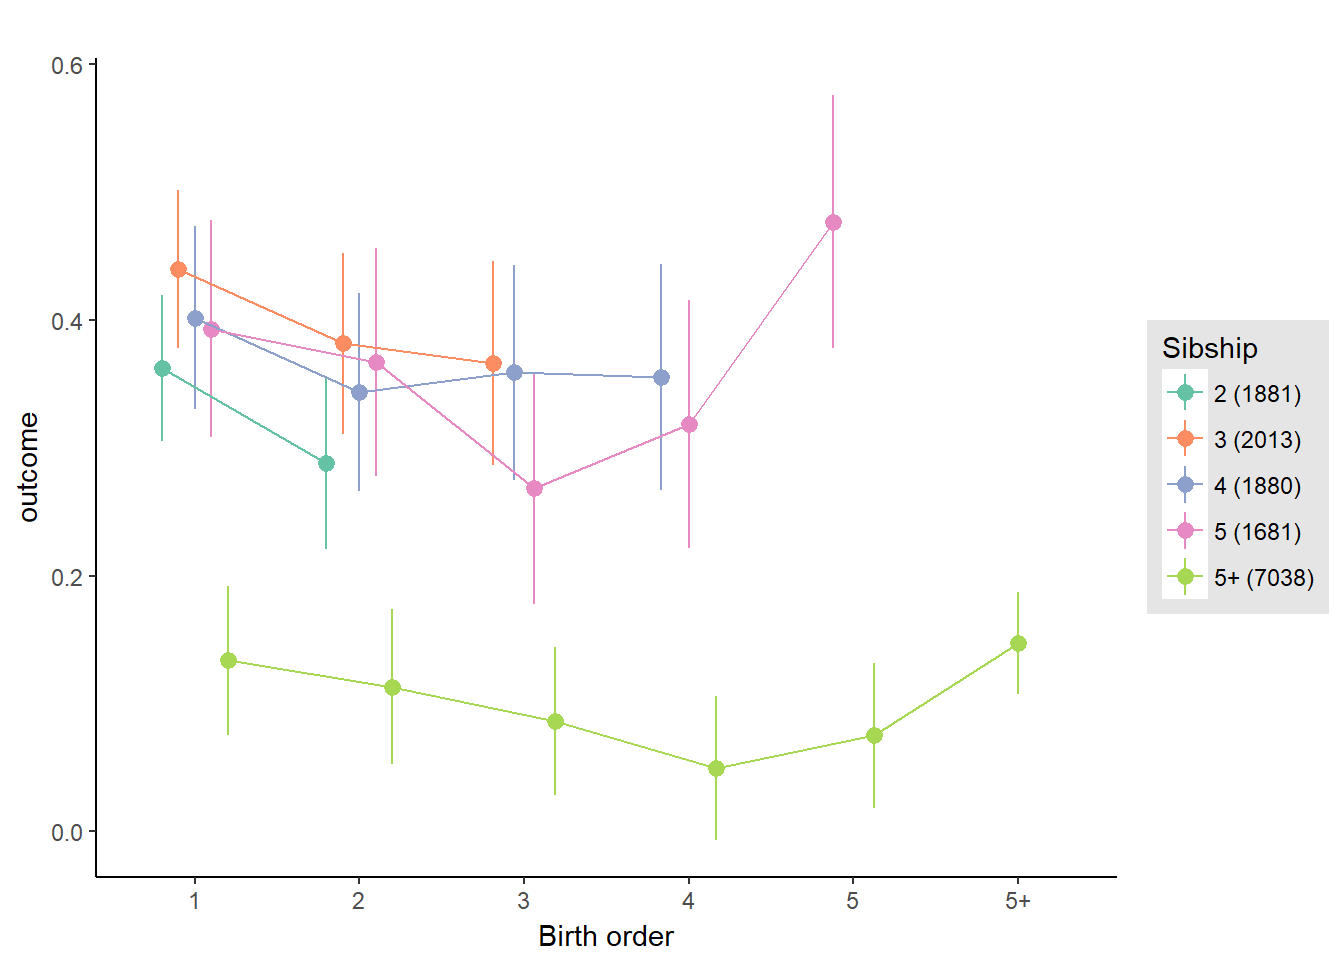 0.6
0.4
0.2
0.0
outcome
1 2 3 4 5 5+
Birth order
Sibship
2 (1881)
3 (2013)
4 (1880)
5 (1681)
5+ (7038)